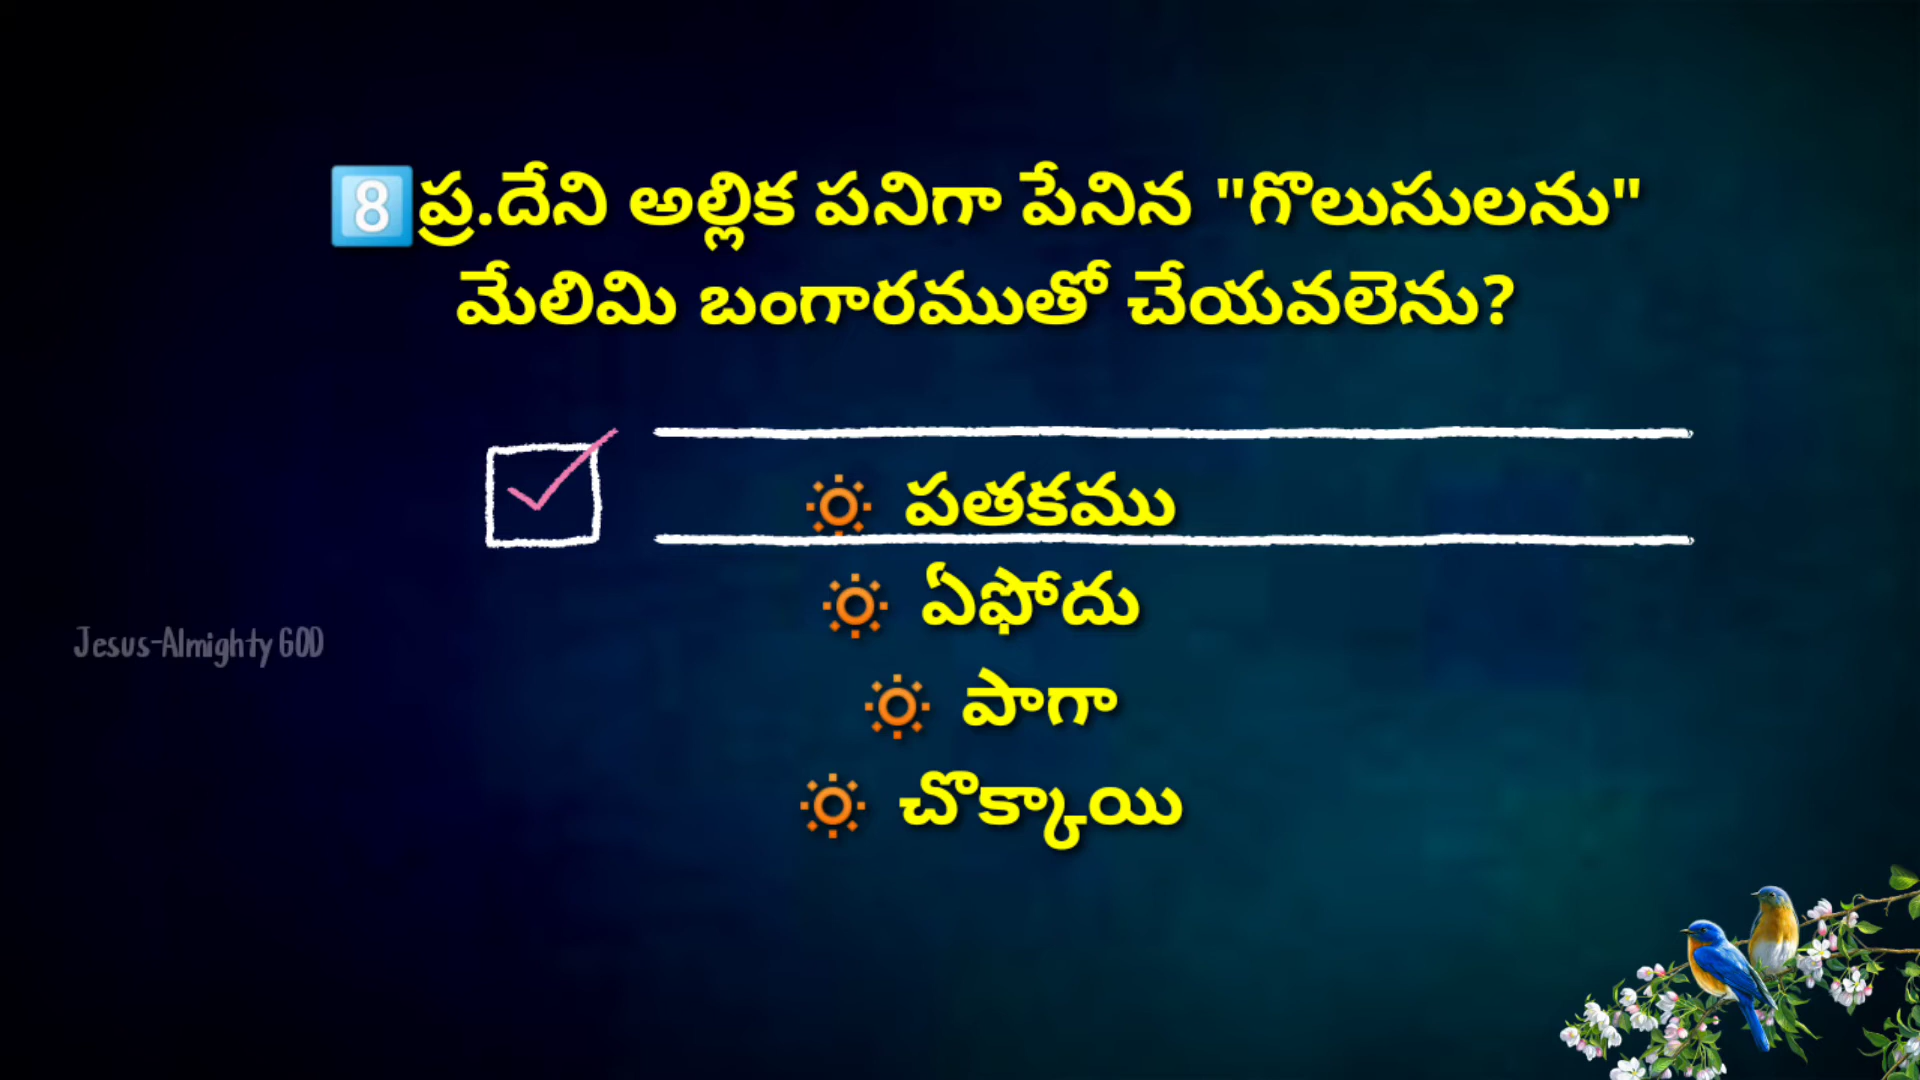 8️⃣ప్ర.దేని అల్లిక పనిగా పేనిన "గొలుసులను"
మేలిమి బంగారముతో చేయవలెను?
🔅 పతకము
🔅 ఏఫోదు
🔅 పాగా
🔅 చొక్కాయి
Jesus-Almighty GOD